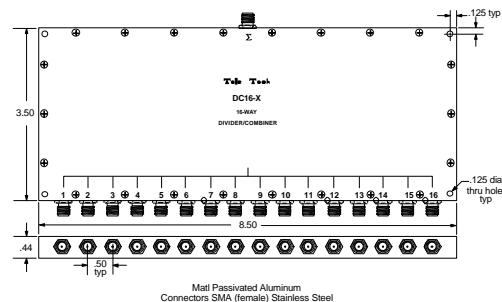 .125 typ
Σ
Tele Tech
DC16-X
16-WAY
DIVIDER/COMBINER
3.50
.125 dia
thru hole
typ
1 2 3 4 5 6 7 8 9 10 11 12 13 14 15 16
8.50
.44
.50
typ
Matl Passivated Aluminum
Connectors SMA (female) Stainless Steel